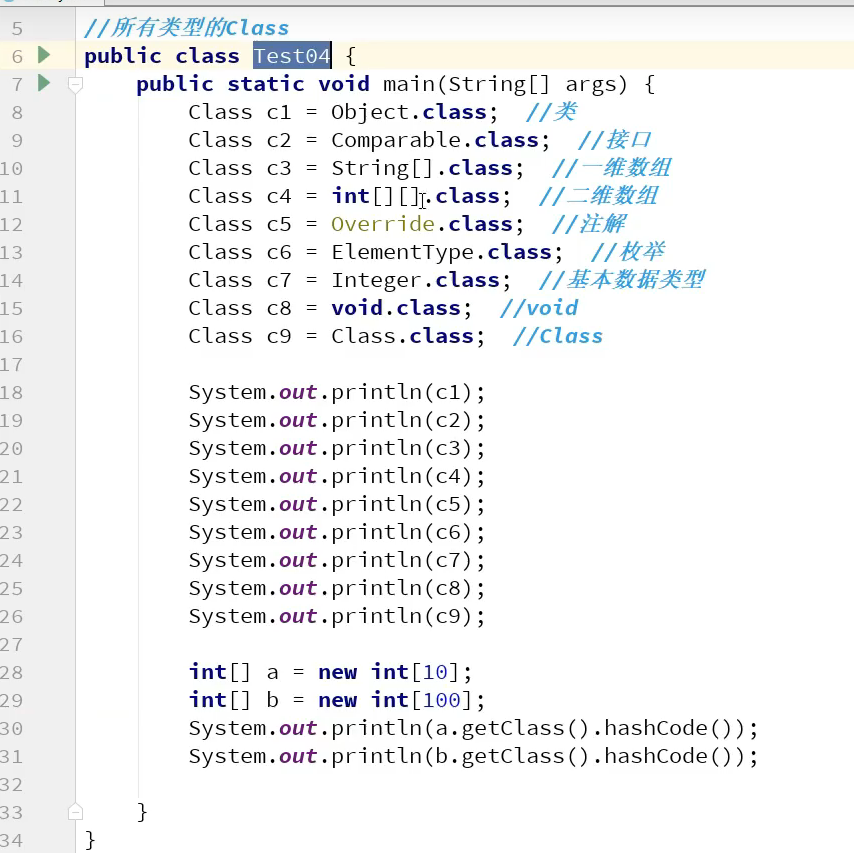 5 //所有类型的Class
6 public class Test04 {
7     public static void main(String[] args) {
8         Class c1 = Object.class;  //类
9         Class c2 = Comparable.class;  //接口
10         Class c3 = String[].class;  //一维数组
11         Class c4 = int[][].class;  //二维数组
12         Class c5 = Override.class;  //注解
13         Class c6 = ElementType.class;  //枚举
14         Class c7 = Integer.class;  //基本数据类型
15         Class c8 = void.class;  //void
16         Class c9 = Class.class;  //Class
17
18         System.out.println(c1);
19         System.out.println(c2);
20         System.out.println(c3);
21         System.out.println(c4);
22         System.out.println(c5);
23         System.out.println(c6);
24         System.out.println(c7);
25         System.out.println(c8);
26         System.out.println(c9);
27
28         int[] a = new int[10];
29         int[] b = new int[100];
30         System.out.println(a.getClass().hashCode());
31         System.out.println(b.getClass().hashCode());
32
33     }
34 }